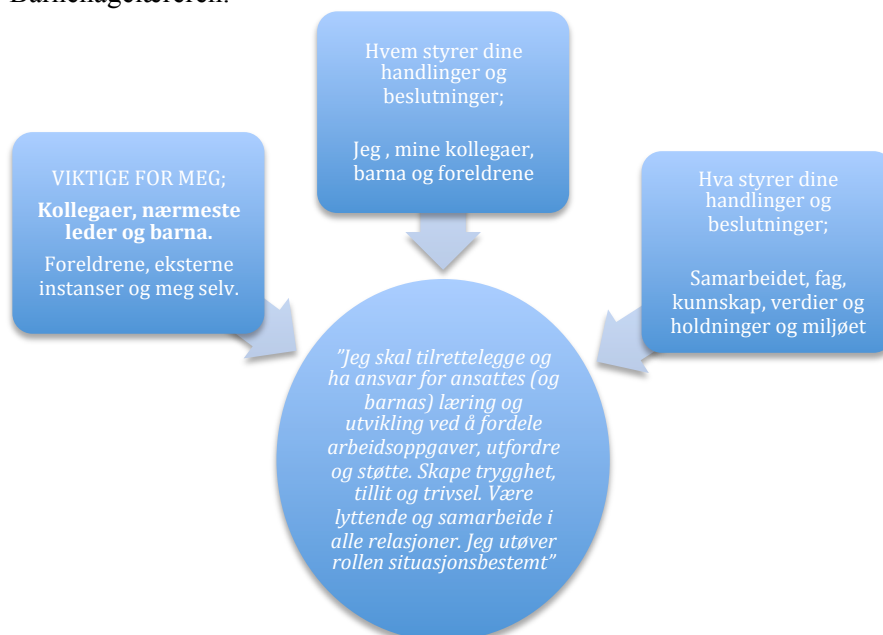 Barnehagelæreren:
Hvem styrer dine
handlinger og
beslutninger;
Jeg , mine kollegaer,
barna og foreldrene
VIKTIGE FOR MEG;
Kollegaer, nærmeste
leder og barna.
Foreldrene, eksterne
instanser og meg selv.
Hva styrer dine
handlinger og
beslutninger;
Samarbeidet, fag,
kunnskap, verdier og
holdninger og miljøet
"Jeg skal tilrettelegge og
ha ansvar for ansattes (og
barnas) læring og
utvikling ved å fordele
arbeidsoppgaver, utfordre
og støtte. Skape trygghet,
tillit og trivsel. Være
lyttende og samarbeide i
alle relasjoner. Jeg utøver
rollen situasjonsbestemt"